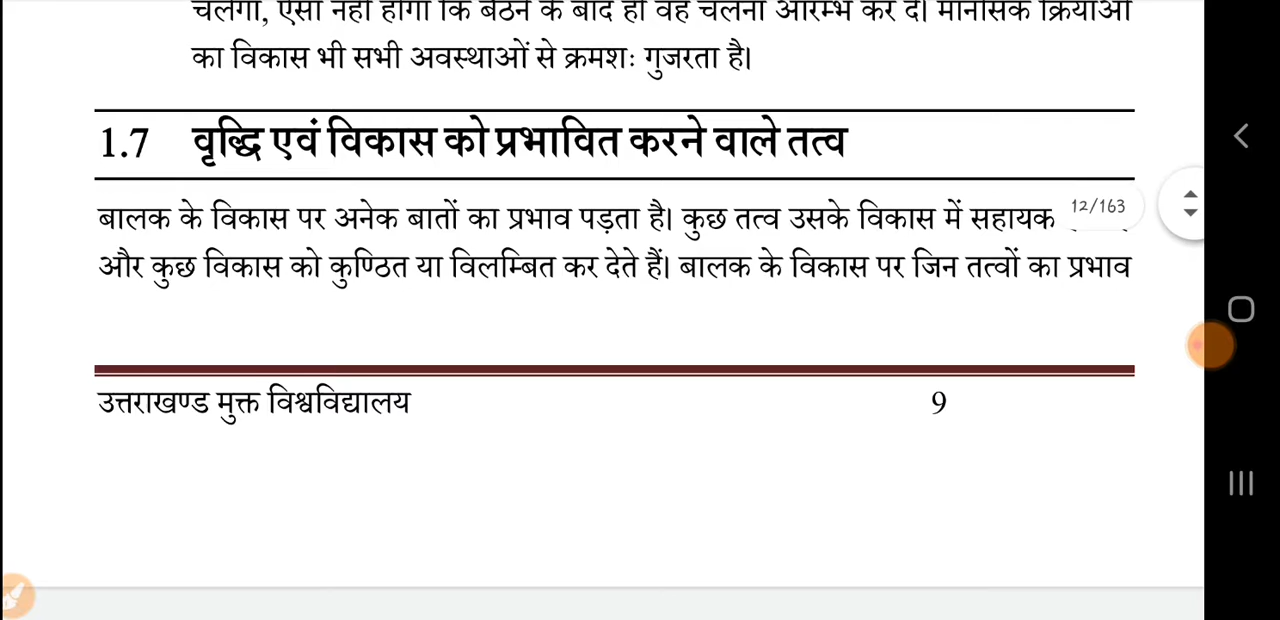 चलेगा, ऐसा नहीं होगा कि बैठने के बाद ही वह चलना आरम्भ कर दे। मानसिक क्रियाओं
का विकास भी सभी अवस्थाओं से क्रमशः गुजरता है।
1.7 वृद्धि एवं विकास को प्रभावित करने वाले तत्व
बालक के विकास पर अनेक बातों का प्रभाव पड़ता है। कुछ तत्व उसके विकास में सहायक
12/163
और कुछ विकास को कुण्ठित या विलम्बित कर देते हैं। बालक के विकास पर जिन तत्वों का प्रभाव
उत्तराखण्ड मुक्त विश्वविद्यालय 9